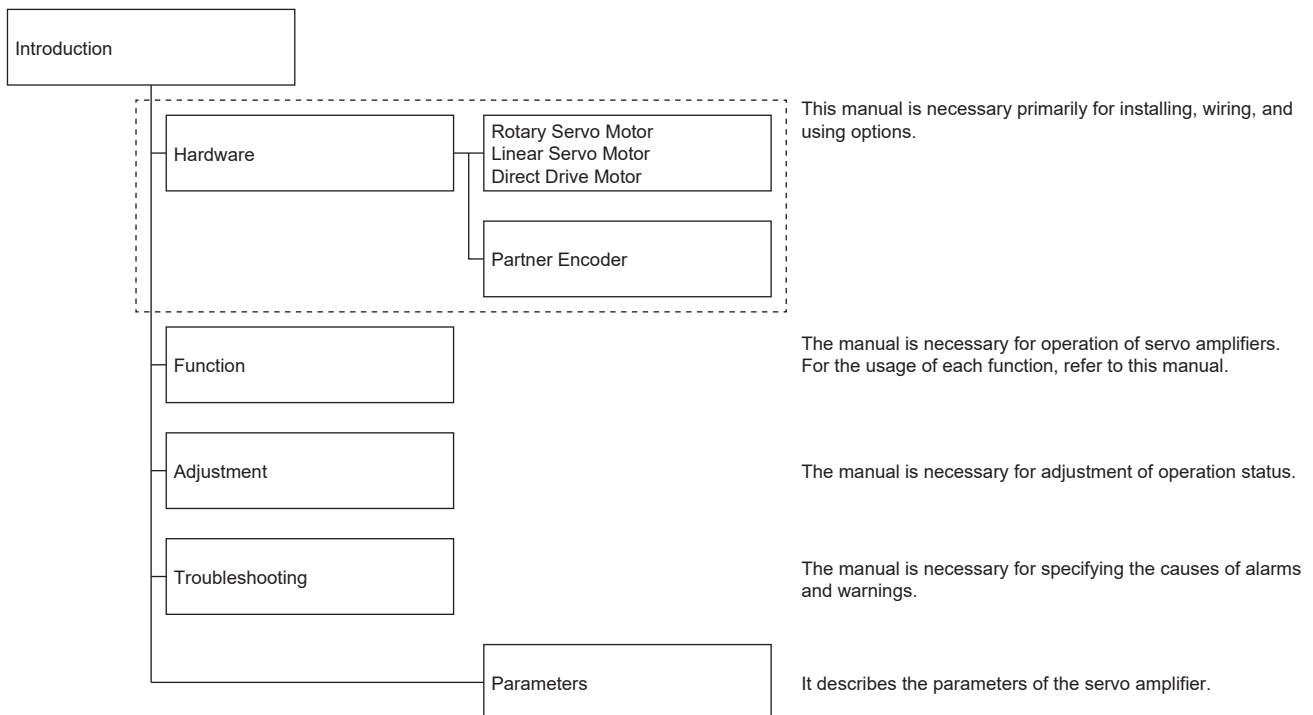 Introduction
This manual is necessary primarily for installing, wiring, and
using options.
Hardware
Rotary Servo Motor
Linear Servo Motor
Direct Drive Motor
Partner Encoder
Function
The manual is necessary for operation of servo amplifiers.
For the usage of each function, refer to this manual.
Adjustment
The manual is necessary for adjustment of operation status.
Troubleshooting
The manual is necessary for specifying the causes of alarms
and warnings.
Parameters
It describes the parameters of the servo amplifier.